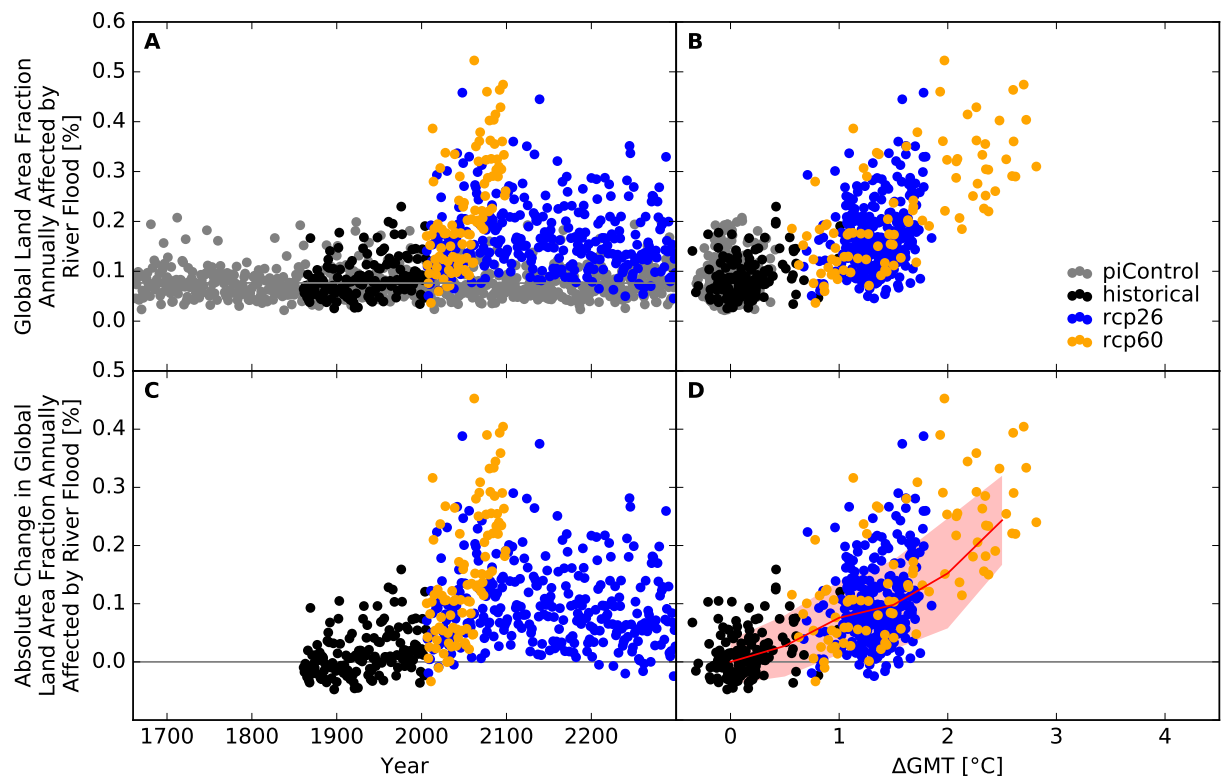 0.6
0.5
0.4
0.3
0.2
0.1
0.0
Global Land Area Fraction
Annually Affected by
River Flood [%]
A
B
piControl
historical
rcp26
rcp60
0.5
0.4
0.3
0.2
0.1
0.0
Absolute Change in Global
Land Area Fraction Annually
Affected by River Flood [%]
C
D
1700 1800 1900 2000 2100 2200
Year
0 1 2 3 4
ΔGMT [°C]